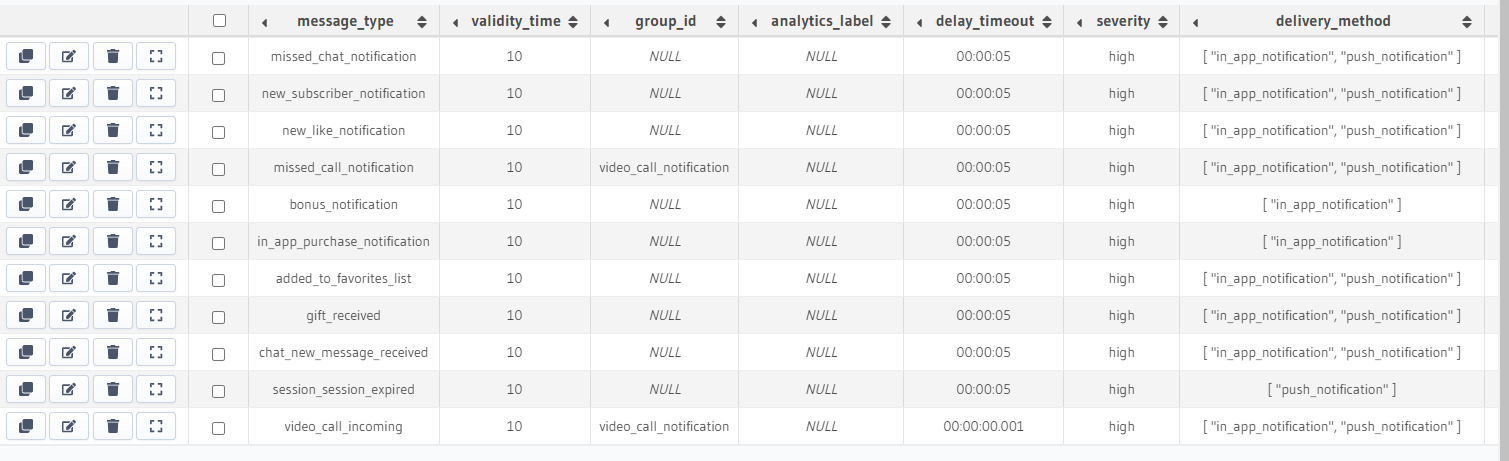 message_type validity_time group_id analytics_label delay_timeout severity delivery_method
missed_chat_notification 10 NULL NULL 00:00:05 high [ "in_app_notification", "push_notification" ]
new_subscriber_notification 10 NULL NULL 00:00:05 high [ "in_app_notification", "push_notification" ]
new_like_notification 10 NULL NULL 00:00:05 high [ "in_app_notification", "push_notification" ]
missed_call_notification 10 video_call_notification NULL 00:00:05 high [ "in_app_notification", "push_notification" ]
bonus_notification 10 NULL NULL 00:00:05 high [ "in_app_notification" ]
in_app_purchase_notification 10 NULL NULL 00:00:05 high [ "in_app_notification" ]
added_to_favorites_list 10 NULL NULL 00:00:05 high [ "in_app_notification", "push_notification" ]
gift_received 10 NULL NULL 00:00:05 high [ "in_app_notification", "push_notification" ]
chat_new_message_received 10 NULL NULL 00:00:05 high [ "in_app_notification", "push_notification" ]
session_session_expired 10 NULL NULL 00:00:05 high [ "push_notification" ]
video_call_incoming 10 video_call_notification NULL 00:00:00.001 high [ "in_app_notification", "push_notification" ]